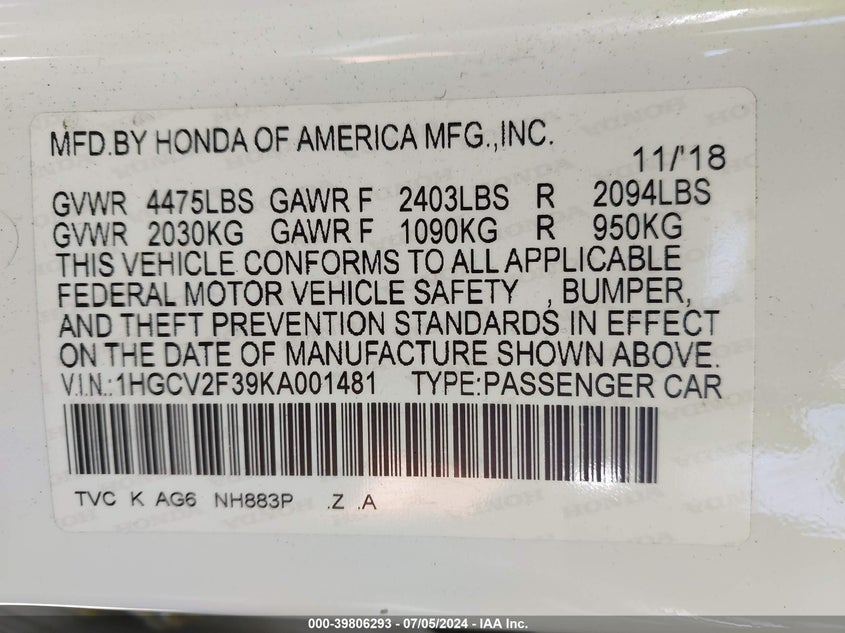 MFD.BY HONDA OF AMERICA MFG.,INC.
11/'18
GVWR 4475LBS GAWR F 2403LBS R 2094LBS
GVWR 2030KG GAWR F 1090KG R 950KG
THIS VEHICLE CONFORMS TO ALL APPLICABLE
FEDERAL MOTOR VEHICLE SAFETY , BUMPER,
AND THEFT PREVENTION STANDARDS IN EFFECT
ON THE DATE OF MANUFACTURE SHOWN ABOVE.
V.I.N.:1HGCV2F39KA001481 TYPE:PASSENGER CAR
TVC K AG6 NH883P .Z .A
000-39806293 - 07/05/2024 - IAA Inc.